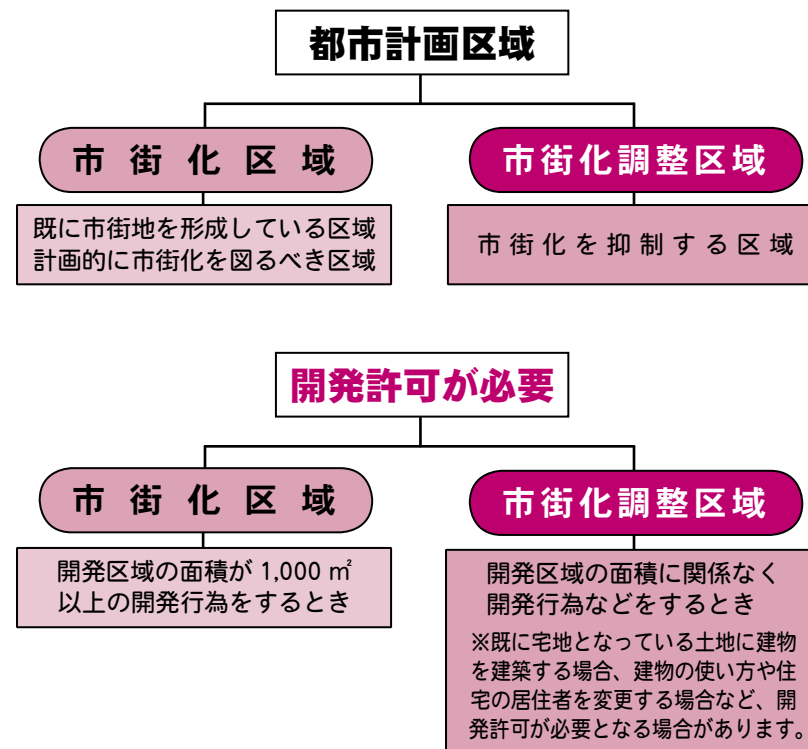 都市計画区域
市街化区域
既に市街地を形成している区域
計画的に市街化を図るべき区域
市街化調整区域
市街化を抑制する区域
開発許可が必要
市街化区域
開発区域の面積が 1,000 ㎡
以上の開発行為をするとき
市街化調整区域
開発区域の面積に関係なく
開発行為などをするとき
※既に宅地となっている土地に建物
を建築する場合、建物の使い方や住
宅の居住者を変更する場合など、開
発許可が必要となる場合があります。